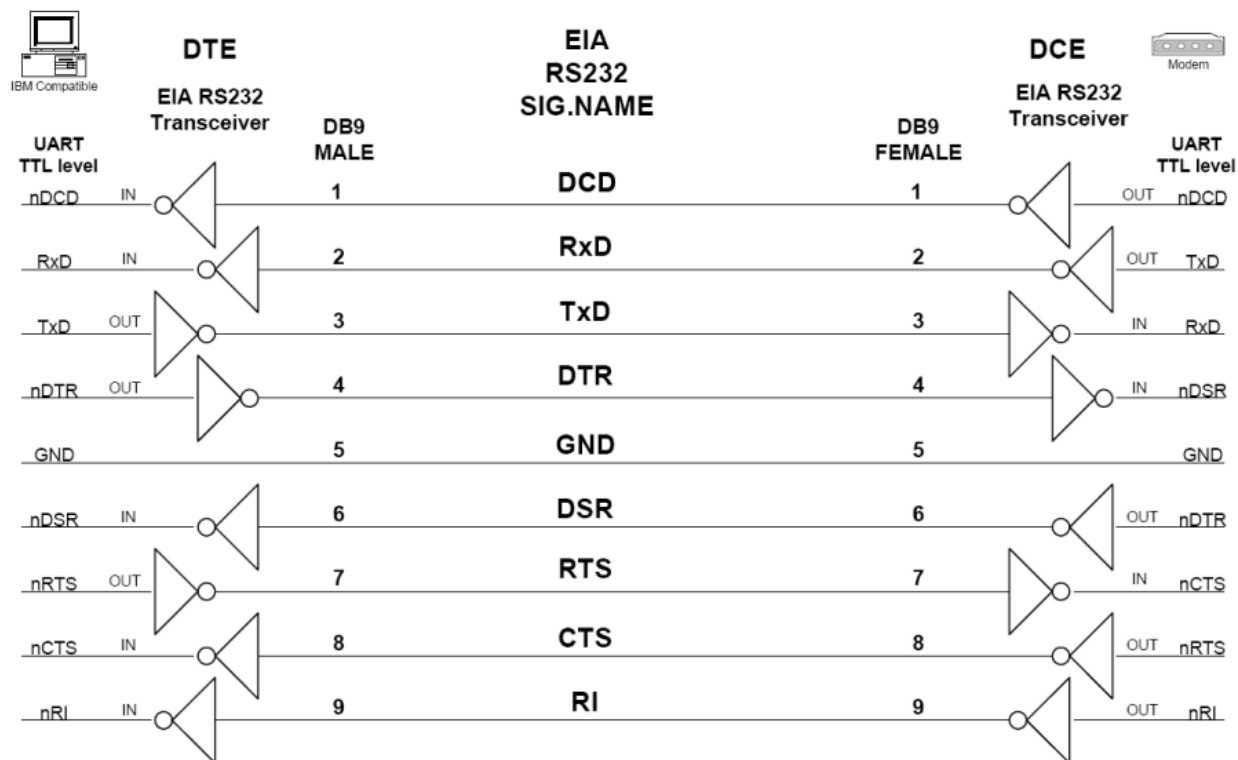 IBM Compatible
DTE
EIA
RS232
SIG.NAME
DCE
Modem
EIA RS232
Transceiver
EIA RS232
Transceiver
UART
TTL level
DB9
MALE
DB9
FEMALE
UART
TTL level
nDCD IN 1 DCD 1 OUT nDCD
RxD IN 2 RxD 2 OUT TxD
TxD OUT 3 TxD 3 IN RxD
nDTR OUT 4 DTR 4 IN nDSR
GND 5 GND 5 GND
nDSR IN 6 DSR 6 OUT nDTR
nRTS OUT 7 RTS 7 IN nCTS
nCTS IN 8 CTS 8 OUT nRTS
nRI IN 9 RI 9 OUT nRI